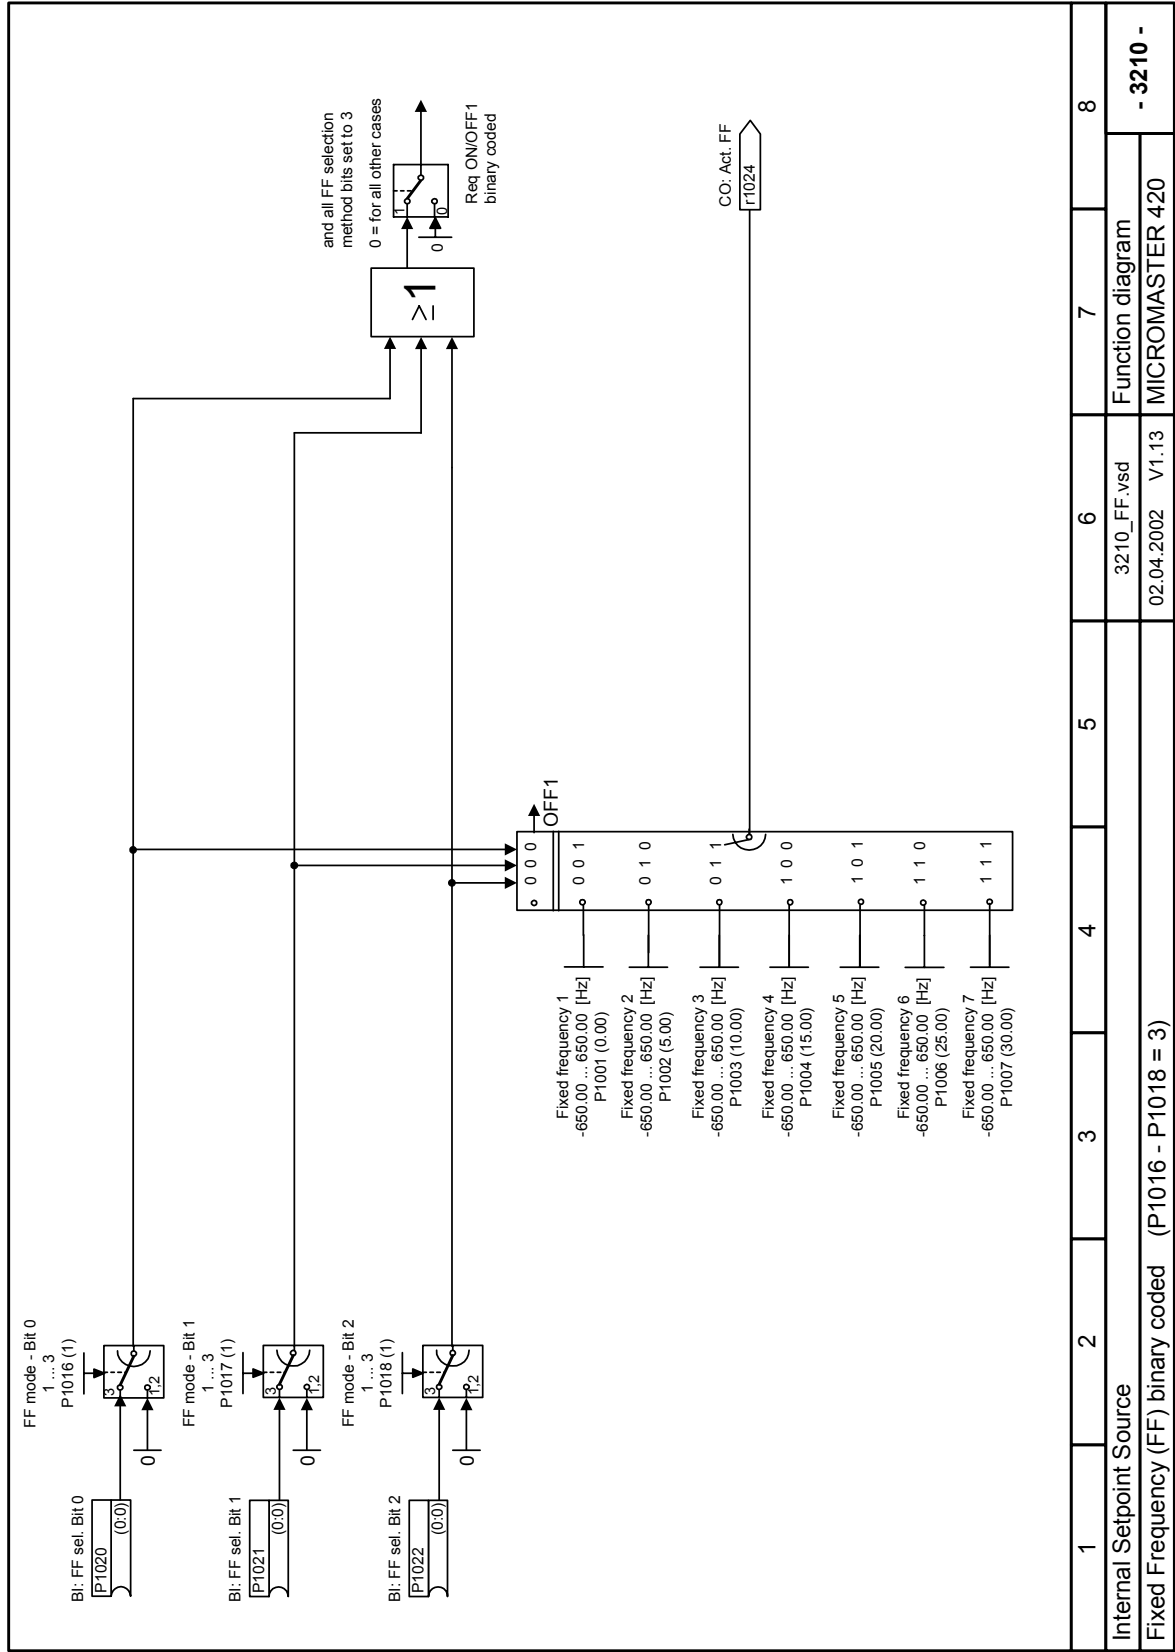 FF mode - Bit 0
1 ... 3
P1016 (1)
BI: FF sel. Bit 0
P1020
(0:0)
3
1,2
0
FF mode - Bit 1
1 ... 3
P1017 (1)
BI: FF sel. Bit 1
P1021
(0:0)
3
1,2
0
FF mode - Bit 2
1 ... 3
P1018 (1)
BI: FF sel. Bit 2
P1022
(0:0)
3
1,2
0
and all FF selection
method bits set to 3
0 = for all other cases
≥1
1
0
0
Req ON/OFF1
binary coded
OFF1
0 0 0
0 0 1
0 1 0
0 1 1
1 0 0
1 0 1
1 1 0
1 1 1
Fixed frequency 1
-650.00 ... 650.00 [Hz]
P1001 (0.00)
Fixed frequency 2
-650.00 ... 650.00 [Hz]
P1002 (5.00)
Fixed frequency 3
-650.00 ... 650.00 [Hz]
P1003 (10.00)
Fixed frequency 4
-650.00 ... 650.00 [Hz]
P1004 (15.00)
Fixed frequency 5
-650.00 ... 650.00 [Hz]
P1005 (20.00)
Fixed frequency 6
-650.00 ... 650.00 [Hz]
P1006 (25.00)
Fixed frequency 7
-650.00 ... 650.00 [Hz]
P1007 (30.00)
CO: Act. FF
r1024
1 2 3 4 5 6 7 8
Internal Setpoint Source
3210_FF.vsd
Function diagram
- 3210 -
Fixed Frequency (FF) binary coded (P1016 - P1018 = 3)
02.04.2002 V1.13
MICROMASTER 420